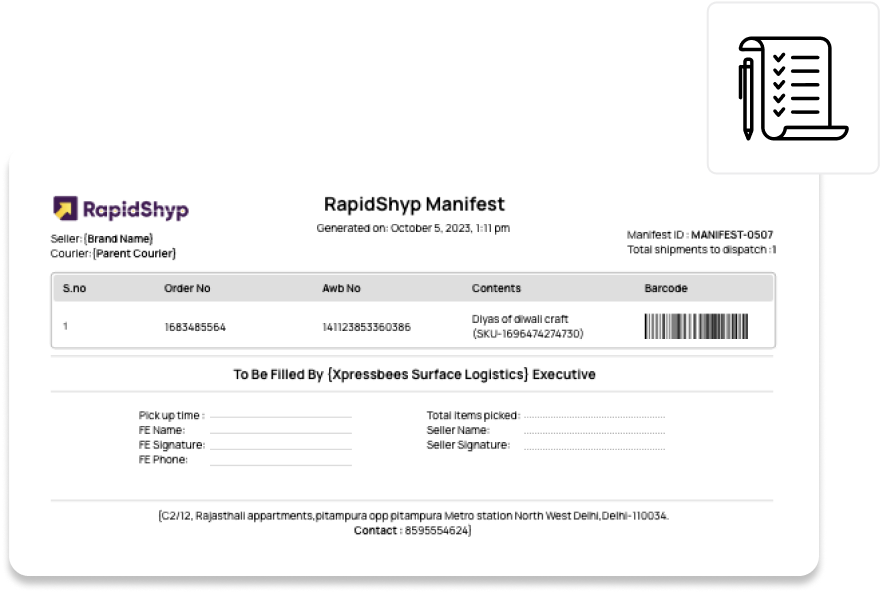 RapidShyp
RapidShyp Manifest
Generated on: October 5, 2023, 1:11 pm
Seller:{Brand Name}
Courier:{Parent Courier}
Manifest ID : MANIFEST-0507
Total shipments to dispatch :1
S.no Order No Awb No Contents Barcode
1 1683485564 141123853360386 Diyas of diwali craft
(SKU-1696474274730)
To Be Filled By {Xpressbees Surface Logistics} Executive
Pick up time :
FE Name:
FE Signature:
FE Phone:
Total items picked:
Seller Name:
Seller Signature:
{C2/12, Rajasthali appartments,pitampura opp pitampura Metro station North West Delhi,Delhi-110034.
Contact : 8595554624}